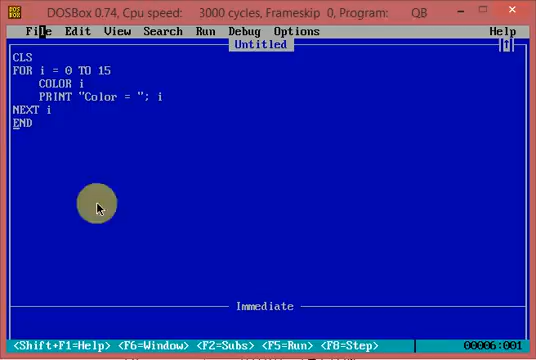 DOSBox 0.74, Cpu speed: 3000 cycles, Frameskip 0, Program: QB
File Edit View Search Run Debug Options Help
Untitled
CLS
FOR i = 0 TO 15
COLOR i
PRINT "Color = "; i
NEXT i
END
Immediate
<Shift+F1=Help> <F6=Window> <F2=Subs> <F5=Run> <F8=Step> 00006:001